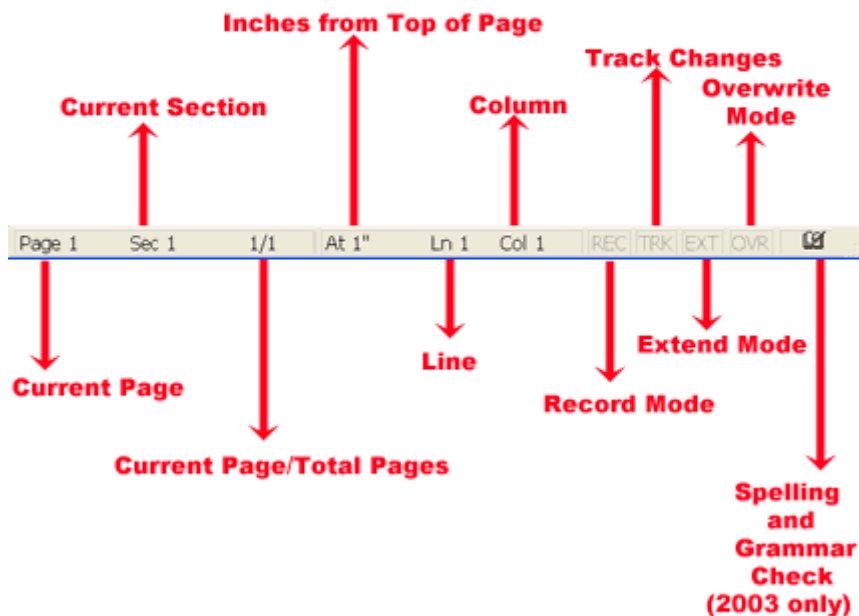 Inches from Top of Page
Track Changes
Overwrite
Mode
Current Section
Column
Page 1 Sec 1 1/1 At 1" Ln 1 Col 1 REC TRK EXT OVR
Line
Extend Mode
Current Page
Record Mode
Current Page/Total Pages
Spelling
and
Grammar
Check
(2003 only)